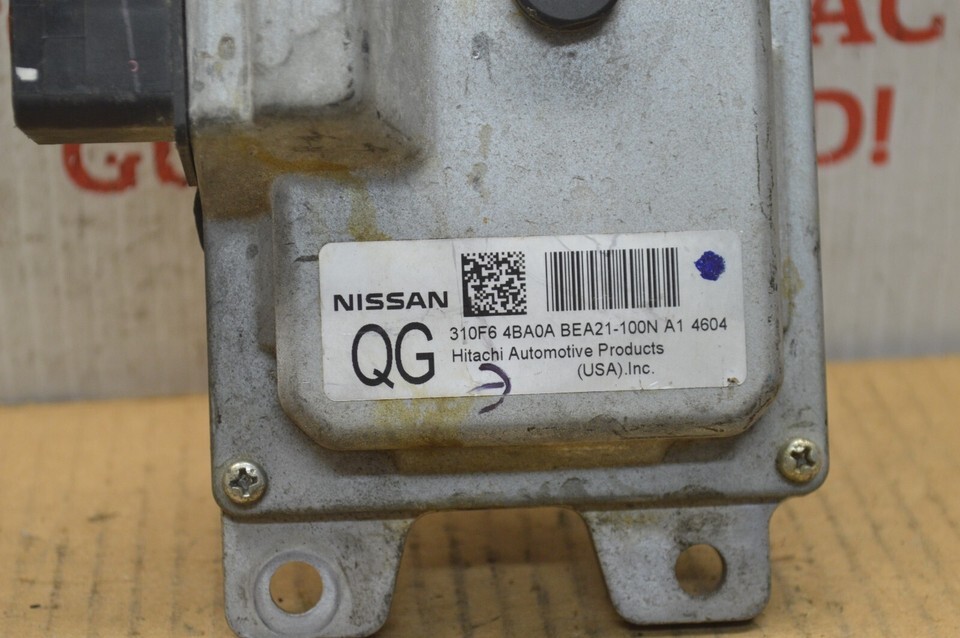 NISSAN
QG
310F6 4BA0A BEA21-100N A1 4604
Hitachi Automotive Products
(USA).Inc.